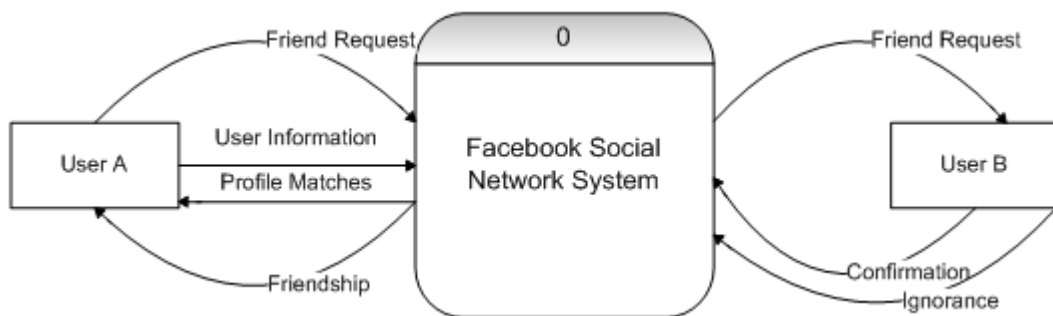 Friend Request
0
Friend Request
User A
User Information
Profile Matches
Facebook Social
Network System
User B
Friendship
Confirmation
Ignorance